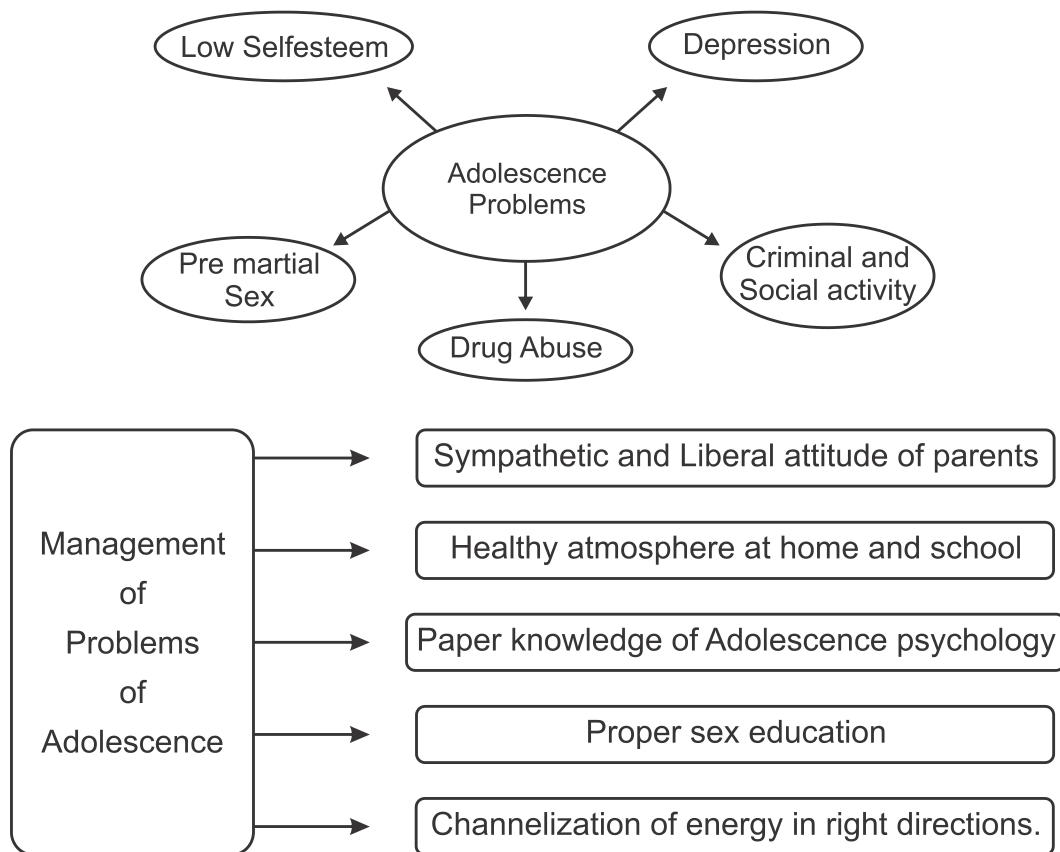 Low Selfesteem
Depression
Adolescence
Problems
Pre martial
Sex
Criminal and
Social activity
Drug Abuse
Management
of
Problems
of
Adolescence
Sympathetic and Liberal attitude of parents
Healthy atmosphere at home and school
Paper knowledge of Adolescence psychology
Proper sex education
Channelization of energy in right directions.